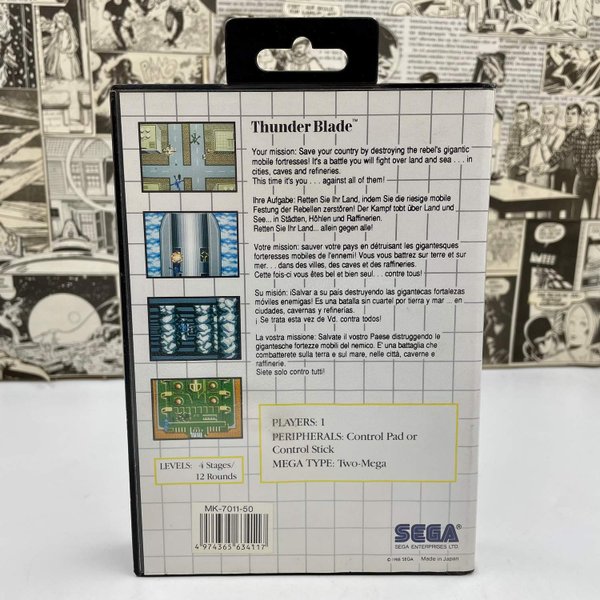 Thunder Blade™
Your mission: Save your country by destroying the rebel's gigantic
mobile fortresses! It's a battle you will fight over land and sea . . . in
cities, caves and refineries.
This time it's you . . . against all of them!
Ihre Aufgabe: Retten Sie Ihr Land, indem Sie die riesige mobile
Festung der Rebellen zerstören! Der Kampf tobt über Land und
See... in Städten, Höhlen und Raffinerien.
Retten Sie Ihr Land... allein gegen alle!
Votre mission: sauver votre pays en détruisant les gigantesques
forteresses mobiles de l'ennemi! Vous vous battrez sur terre et sur
mer. . . dans des villes, des caves et des raffineries.
Cette fois-ci vous êtes bel et bien seul. . . contre tous!
Su misión: ¡Salvar a su país destruyendo las gigantecas fortalezas
móviles enemigas! Es una batalla sin cuartel por tierra y mar ... en
ciudades, cavernas y refinerías.
¡ Se trata esta vez de Vd. contra todos!
La vostra missione: Salvate il vostro Paese distruggendo le
gigantesche fortezze mobili del nemico. E' una battaglia che
combatterete sulla terra e sul mare, nelle città, caverne e
raffinerie.
Siete solo contro tutti!
PLAYERS: 1
PERIPHERALS: Control Pad or
Control Stick
MEGA TYPE: Two-Mega
LEVELS: 4 Stages/
12 Rounds
MK-7011-50
4 974365 634117
SEGA®
SEGA ENTERPRISES LTD.
© 1988 SEGA Made in Japan